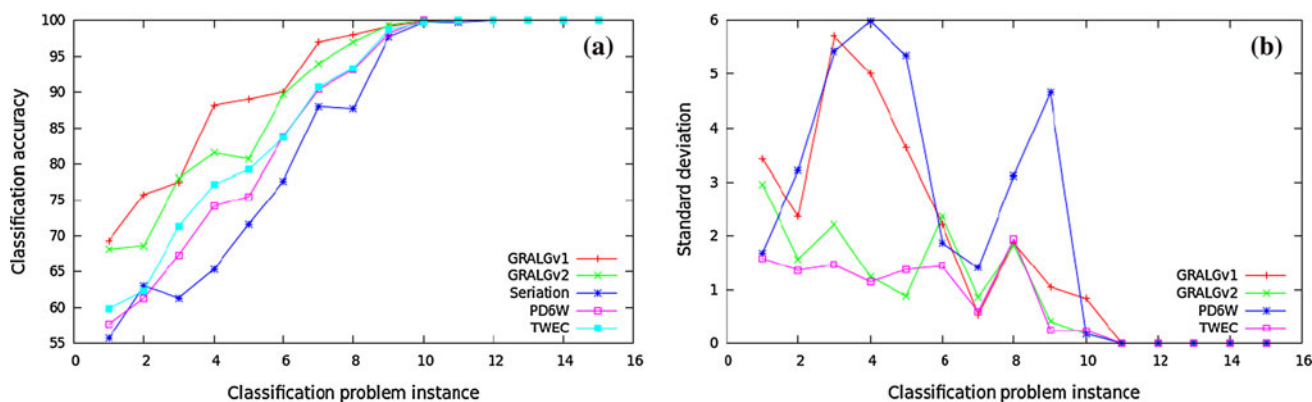 (a)
Classification accuracy
100
95
90
85
80
75
70
65
60
55
GRALGv1
GRALGv2
Seriation
PD6W
TWEC
0 2 4 6 8 10 12 14 16
Classification problem instance
(b)
Standard deviation
6
5
4
3
2
1
0
GRALGv1
GRALGv2
PD6W
TWEC
0 2 4 6 8 10 12 14 16
Classification problem instance